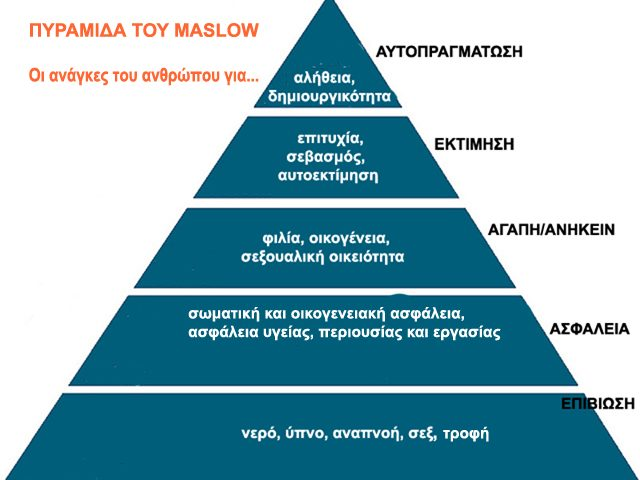 ΠΥΡΑΜΙΔΑ ΤΟΥ MASLOW
Οι ανάγκες του ανθρώπου για...
ΑΥΤΟΠΡΑΓΜΑΤΩΣΗ
αλήθεια,
δημιουργικότητα
ΕΚΤΙΜΗΣΗ
επιτυχία,
σεβασμός,
αυτοεκτίμηση
ΑΓΑΠΗ/ΑΝΗΚΕΙΝ
φιλία, οικογένεια,
σεξουαλική οικειότητα
ΑΣΦΑΛΕΙΑ
σωματική και οικογενειακή ασφάλεια,
ασφάλεια υγείας, περιουσίας και εργασίας
ΕΠΙΒΙΩΣΗ
νερό, ύπνο, αναπνοή, σεξ, τροφή